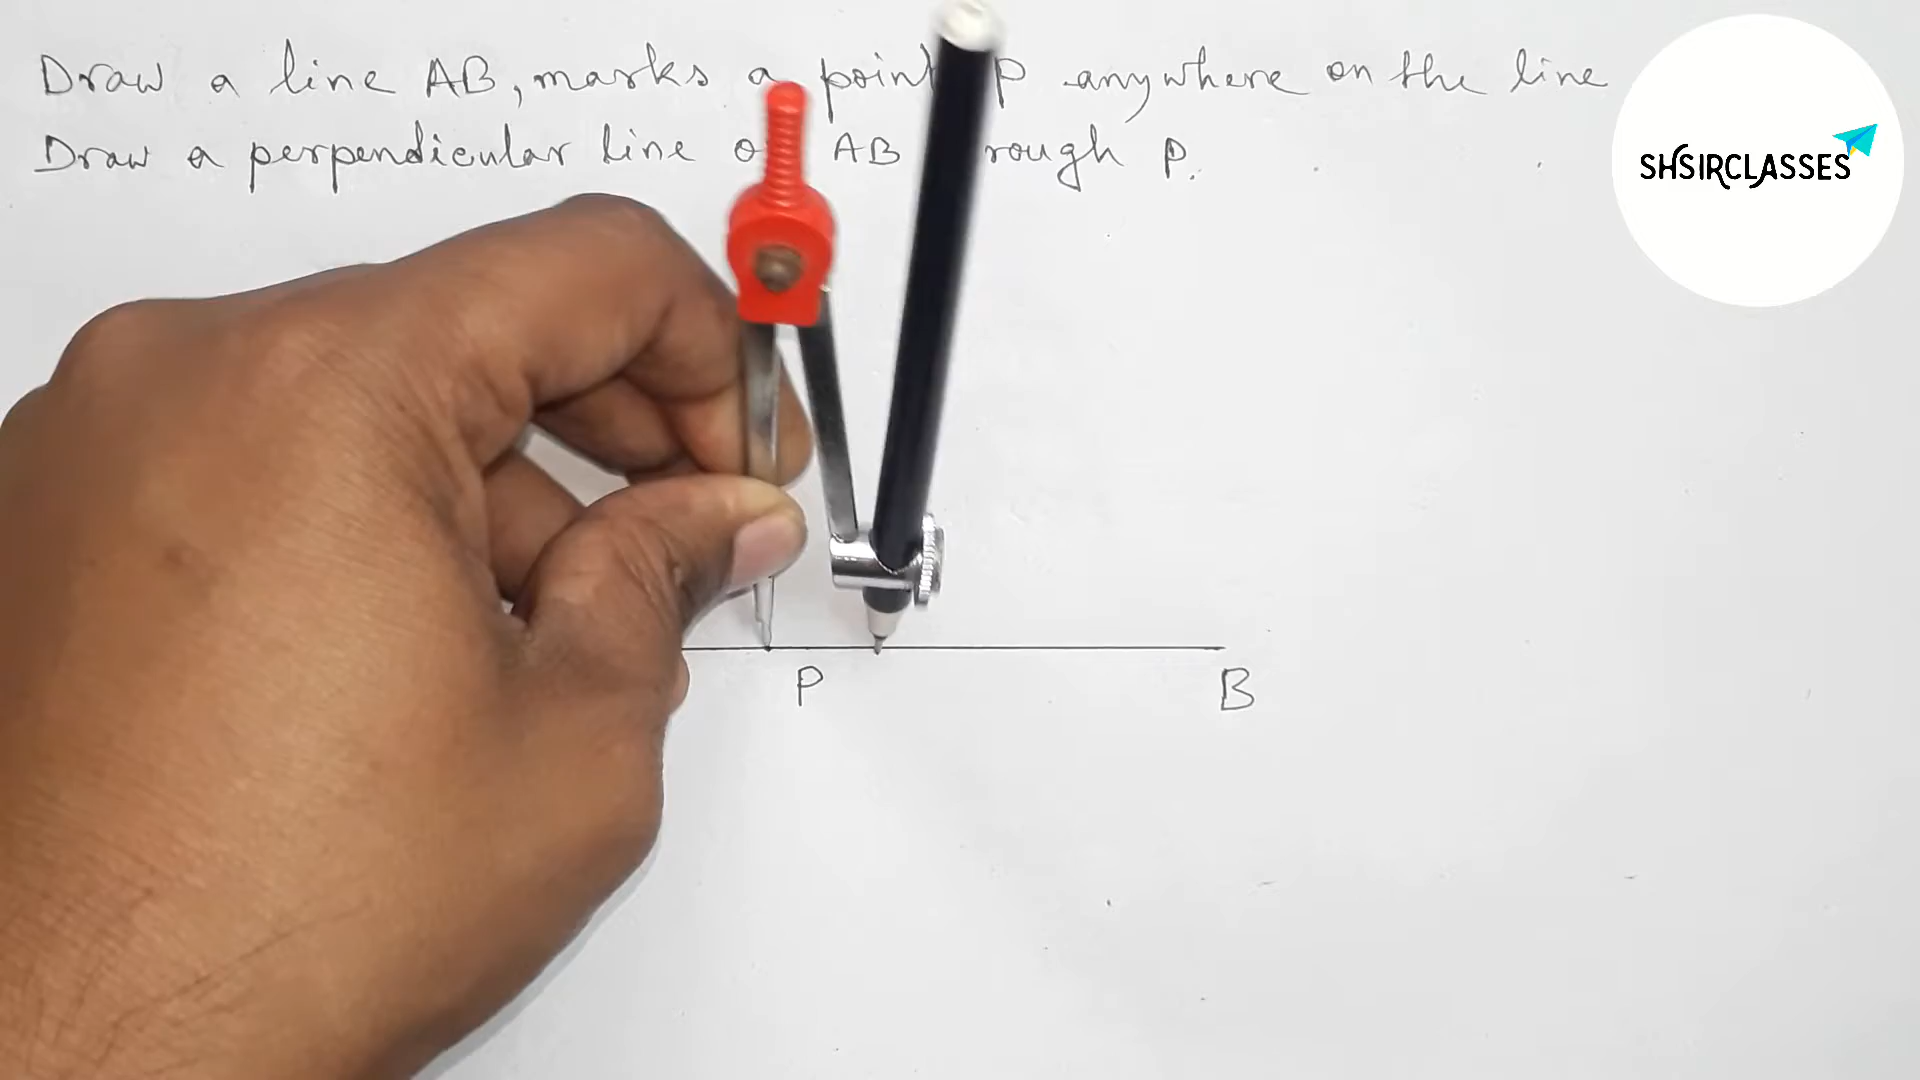 Draw a line AB, marks a point P anywhere on the line
Draw a perpendicular line AB rough P.
SHSIRCLASSES
P
B